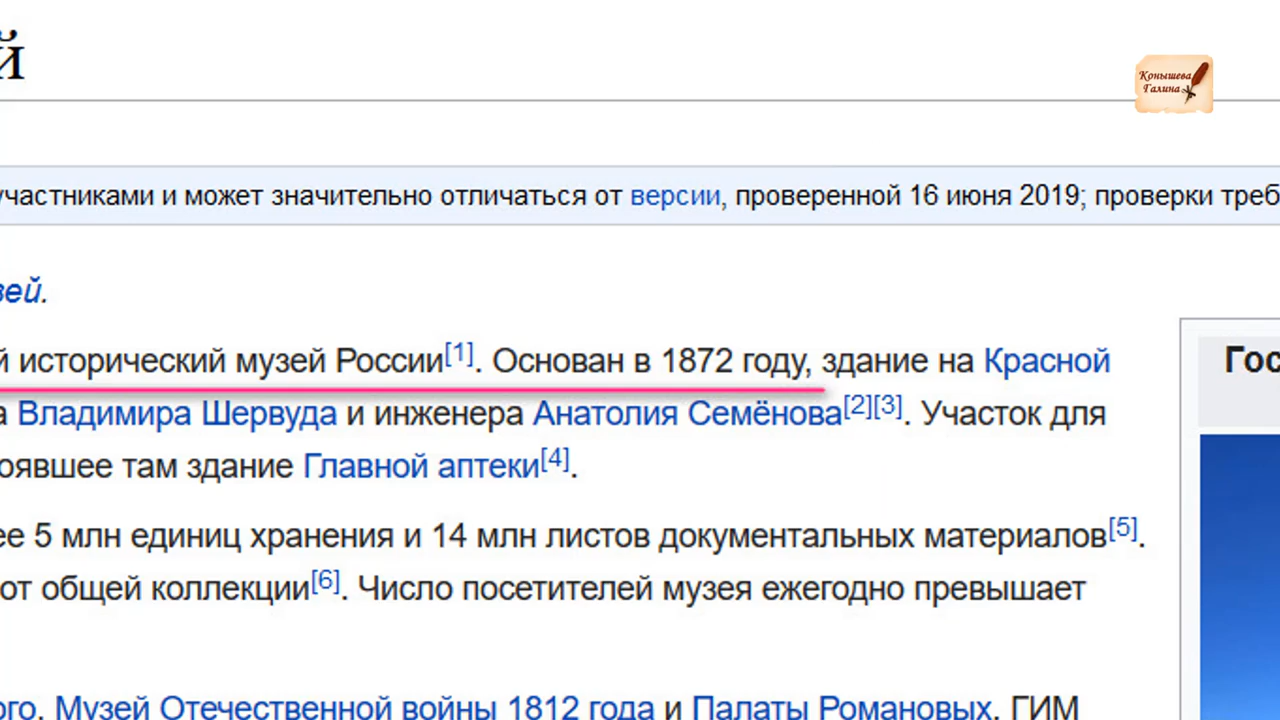 й
Конышева
Галина
участниками и может значительно отличаться от версии, проверенной 16 июня 2019; проверки треб
зей.
й исторический музей России[1]. Основан в 1872 году, здание на Красной
Гос
а Владимира Шервуда и инженера Анатолия Семёнова[2][3]. Участок для
оявшее там здание Главной аптеки[4].
ее 5 млн единиц хранения и 14 млн листов документальных материалов[5].
от общей коллекции[6]. Число посетителей музея ежегодно превышает
ого, Музей Отечественной войны 1812 года и Палаты Романовых. ГИМ